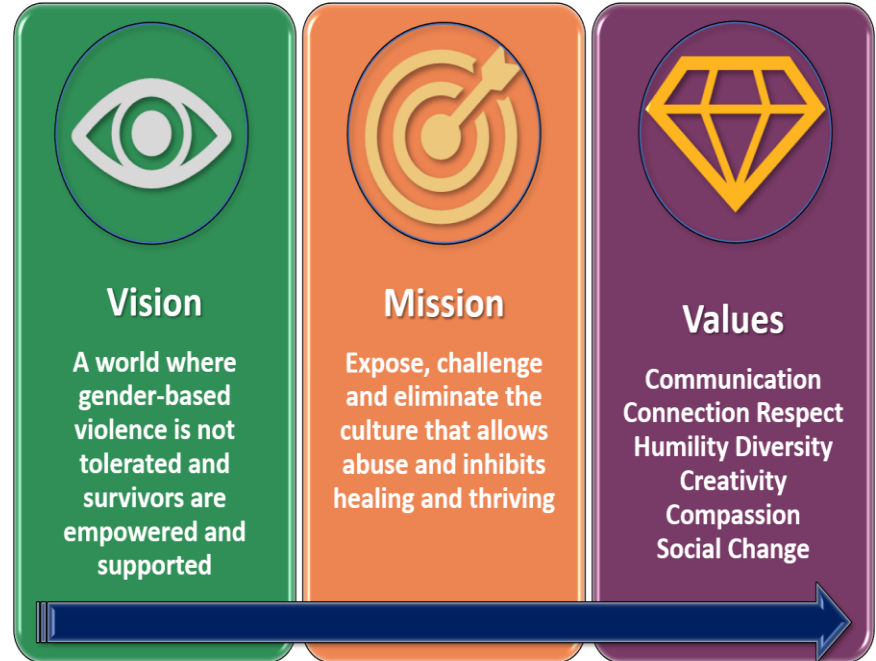 Vision
A world where
gender-based
violence is not
tolerated and
survivors are
empowered and
supported
Mission
Expose, challenge
and eliminate the
culture that allows
abuse and inhibits
healing and thriving
Values
Communication
Connection Respect
Humility Diversity
Creativity
Compassion
Social Change